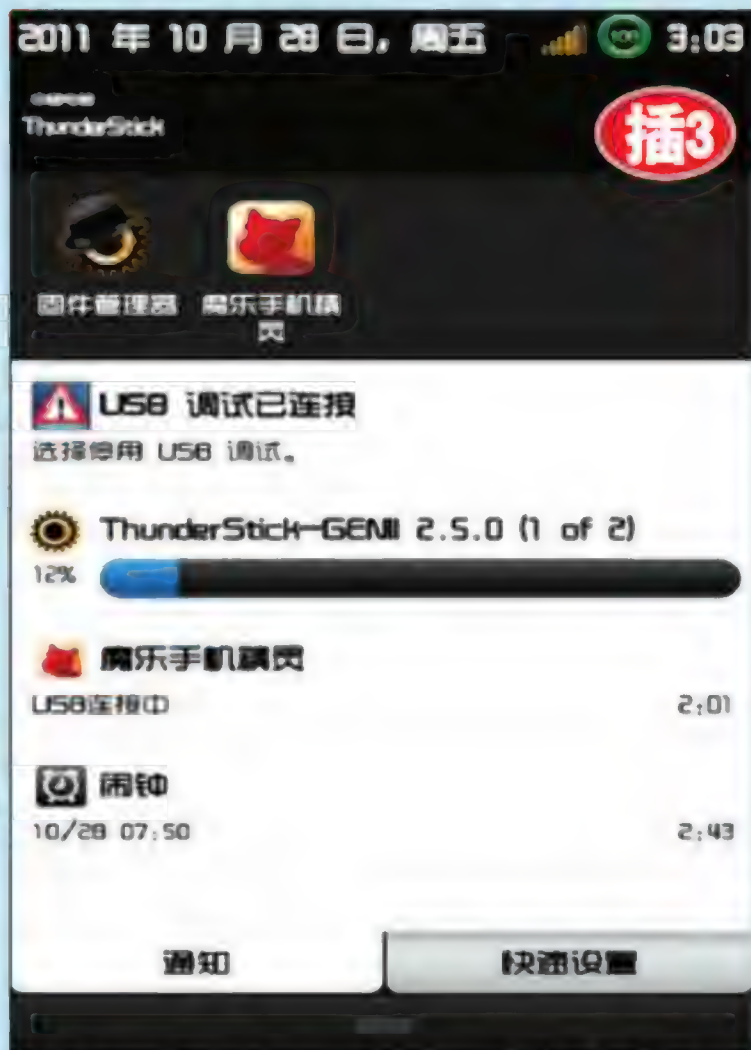 2011 年 10 月 28 日，周五 100 3:03
ThunderStick
插3
固件管理器 魔乐手机精灵
USB 调试已连接
选择停用 USB 调试。
ThunderStick-GENII 2.5.0 (1 of 2)
12%
魔乐手机精灵
USB连接中 2:01
闹钟
10/28 07:50 2:43
通知 快速设置